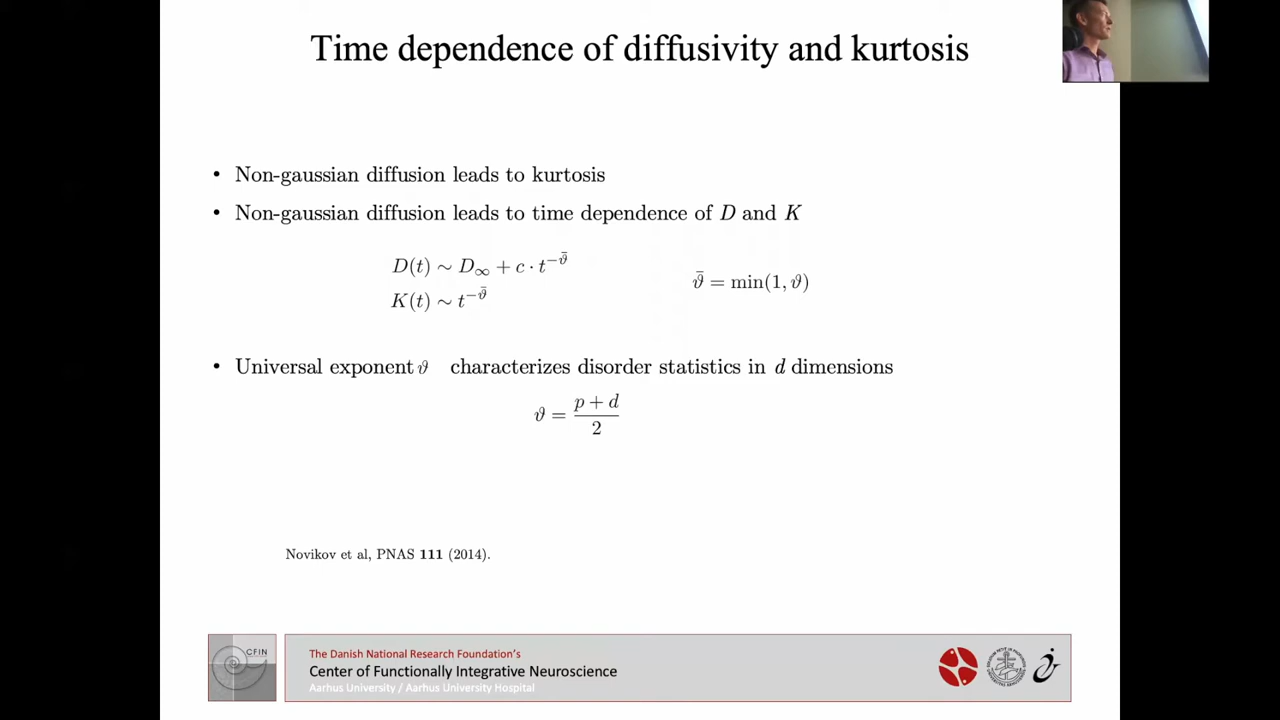 Time dependence of diffusivity and kurtosis
• Non-gaussian diffusion leads to kurtosis
• Non-gaussian diffusion leads to time dependence of D and K
D(t) ∼ D∞ + c · t^{−ϑ̄}
K(t) ∼ t^{−ϑ̄}
ϑ̄ = min(1, ϑ)
• Universal exponent ϑ characterizes disorder statistics in d dimensions
ϑ = (p + d)/2
Novikov et al, PNAS 111 (2014).
CFIN
The Danish National Research Foundation's
Center of Functionally Integrative Neuroscience
Aarhus University / Aarhus University Hospital